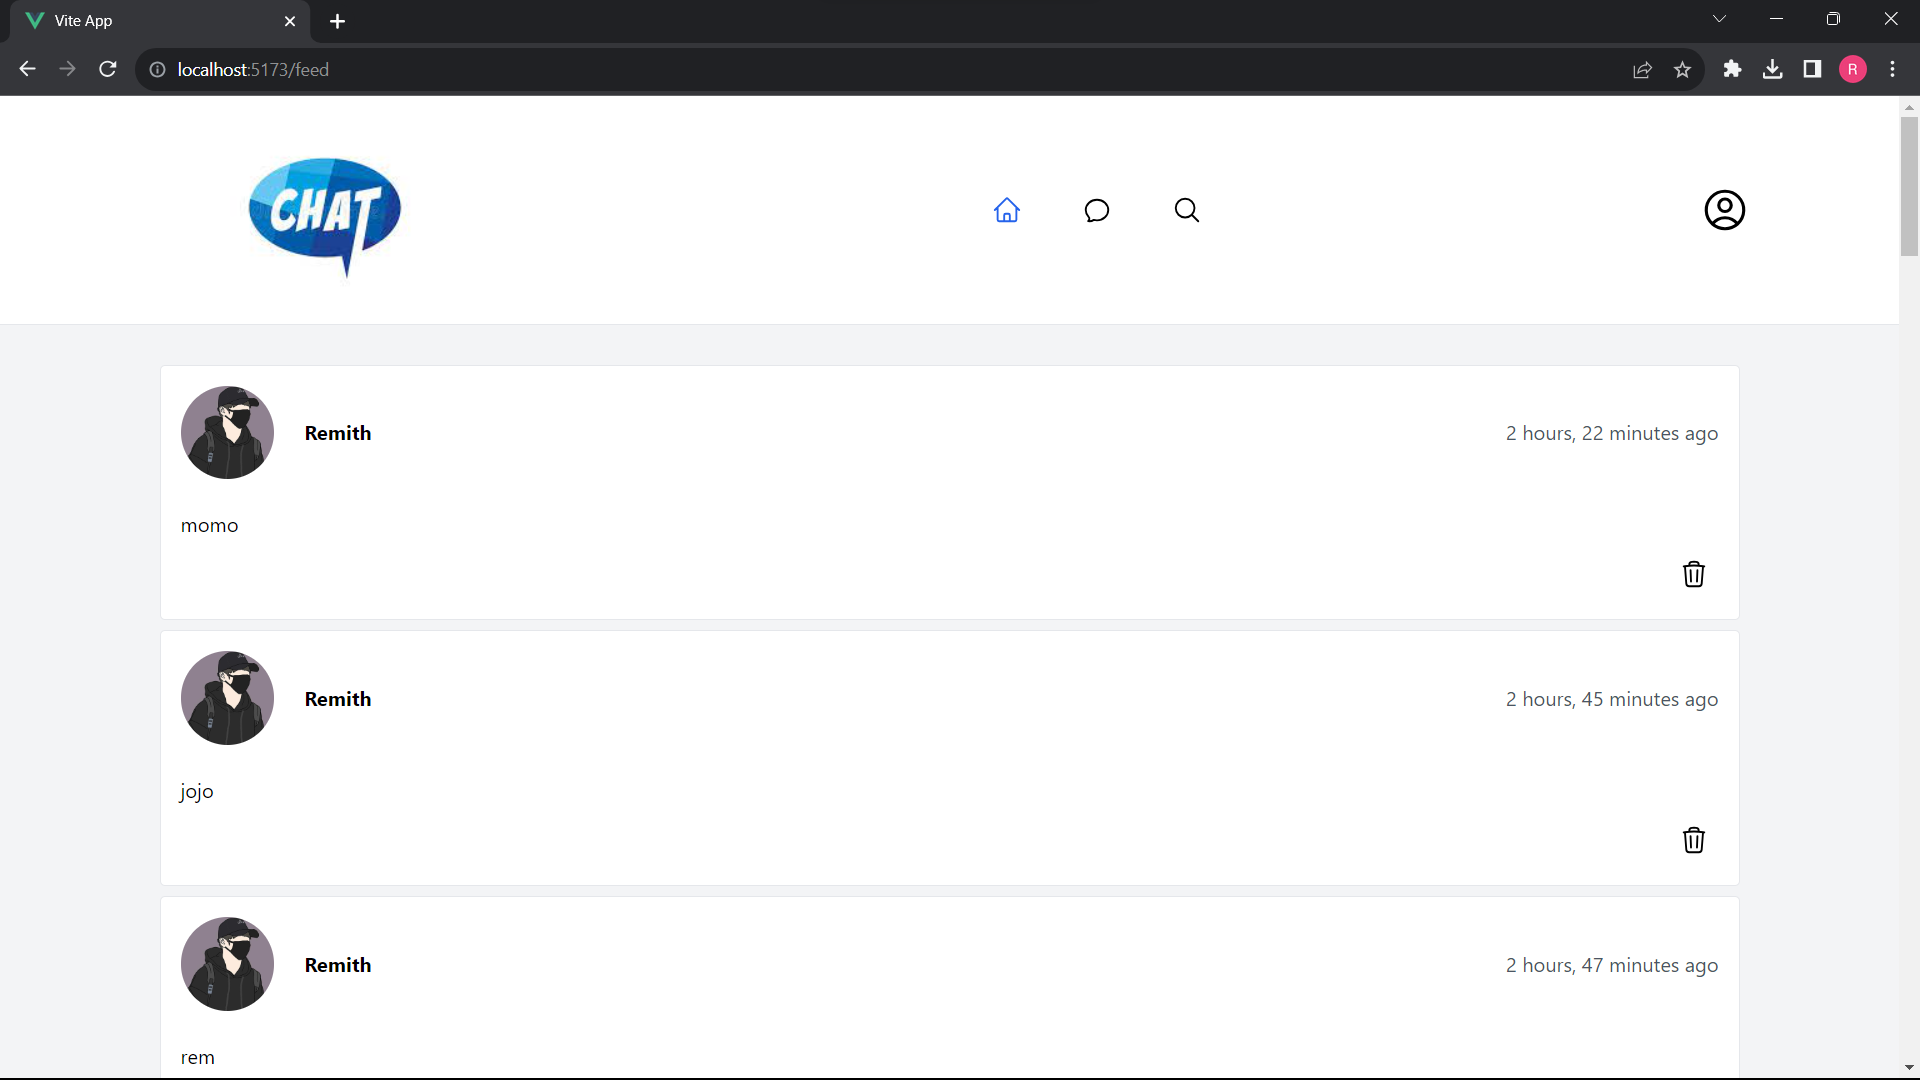 Vite App
localhost:5173/feed
R
CHAT
Remith
2 hours, 22 minutes ago
momo
Remith
2 hours, 45 minutes ago
jojo
Remith
2 hours, 47 minutes ago
rem